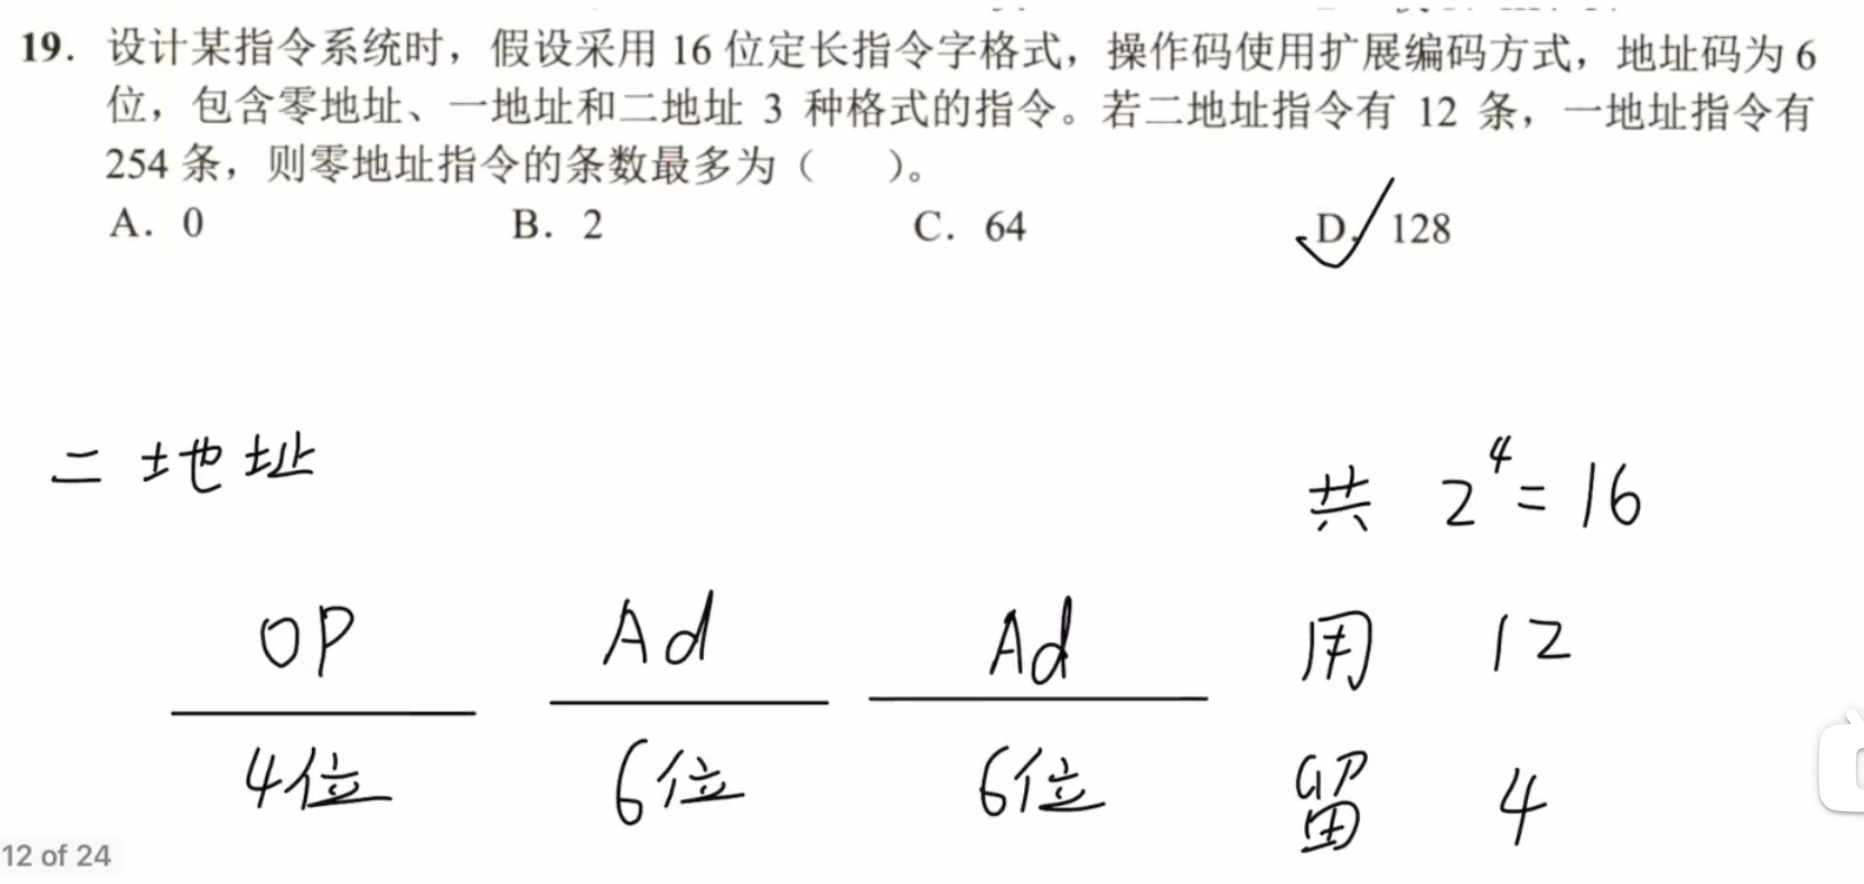 19. 设计某指令系统时，假设采用 16 位定长指令字格式，操作码使用扩展编码方式，地址码为 6
位，包含零地址、一地址和二地址 3 种格式的指令。若二地址指令有 12 条，一地址指令有
254 条，则零地址指令的条数最多为（ ）。
A. 0 B. 2 C. 64 D. 128
二地址 共 2⁴=16
OP Ad Ad 用 12
4位 6位 6位 留 4
12 of 24